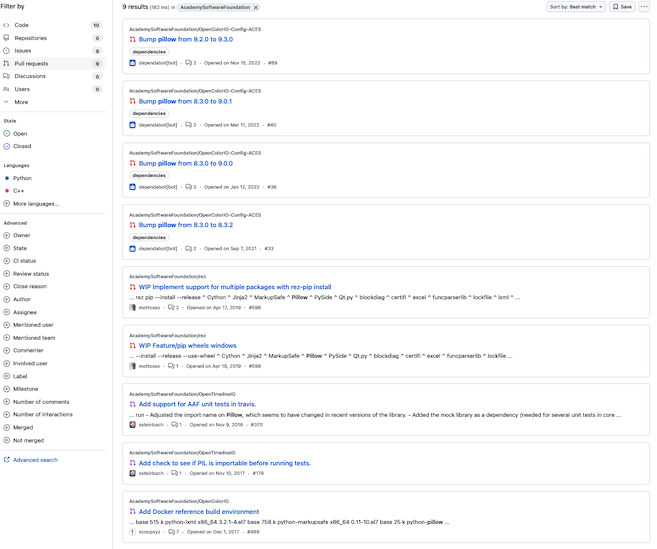 Filter by
Code 10
Repositories 0
Issues 8
Pull requests 9
Discussions 0
Users 0
More
State
Open
Closed
Languages
Python
C++
More languages...
Advanced
Owner
State
CI status
Review status
Close reason
Author
Assignee
Mentioned user
Mentioned team
Commenter
Involved user
Label
Milestone
Number of comments
Number of interactions
Merged
Not merged
Advanced search
9 results (162 ms) in AcademySoftwareFoundation ×
Sort by: Best match
Save
AcademySoftwareFoundation/OpenColorIO-Config-ACES
Bump pillow from 9.2.0 to 9.3.0
dependencies
dependabot[bot] · 2 · Opened on Nov 15, 2022 · #89
AcademySoftwareFoundation/OpenColorIO-Config-ACES
Bump pillow from 8.3.0 to 9.0.1
dependencies
dependabot[bot] · 2 · Opened on Mar 11, 2022 · #40
AcademySoftwareFoundation/OpenColorIO-Config-ACES
Bump pillow from 8.3.0 to 9.0.0
dependencies
dependabot[bot] · 3 · Opened on Jan 12, 2022 · #36
AcademySoftwareFoundation/OpenColorIO-Config-ACES
Bump pillow from 8.3.0 to 8.3.2
dependencies
dependabot[bot] · 2 · Opened on Sep 7, 2021 · #33
AcademySoftwareFoundation/rez
WIP Implement support for multiple packages with rez-pip install
... rez pip --install --release ^ Cython ^ Jinja2 ^ MarkupSafe ^ Pillow ^ PySide ^ Qt.py ^ blockdiag ^ certifi ^ excel ^ funcparserlib ^ lockfile ^ lxml ^ ...
mottosso · 2 · Opened on Apr 17, 2019 · #596
AcademySoftwareFoundation/rez
WIP Feature/pip wheels windows
... --install --release --use-wheel ^ Cython ^ Jinja2 ^ MarkupSafe ^ Pillow ^ PySide ^ Qt.py ^ blockdiag ^ certifi ^ excel ^ funcparserlib ^ lockfile ^ ...
mottosso · 1 · Opened on Apr 18, 2019 · #599
AcademySoftwareFoundation/OpenTimelineIO
Add support for AAF unit tests in travis.
... run - Adjusted the import name on Pillow, which seems to have changed in recent versions of the library. - Added the mock library as a dependency (needed for several unit tests in core ...
ssteinbach · 1 · Opened on Nov 9, 2018 · #370
AcademySoftwareFoundation/OpenTimelineIO
Add check to see if PIL is importable before running tests.
ssteinbach · 1 · Opened on Nov 10, 2017 · #179
AcademySoftwareFoundation/OpenColorIO
Add Docker reference build environment
... base 515 k python-lxml x86_64 3.2.1-4.el7 base 758 k python-markupsafe x86_64 0.11-10.el7 base 25 k python-pillow ...
scoopxyz · 7 · Opened on Dec 1, 2017 · #469